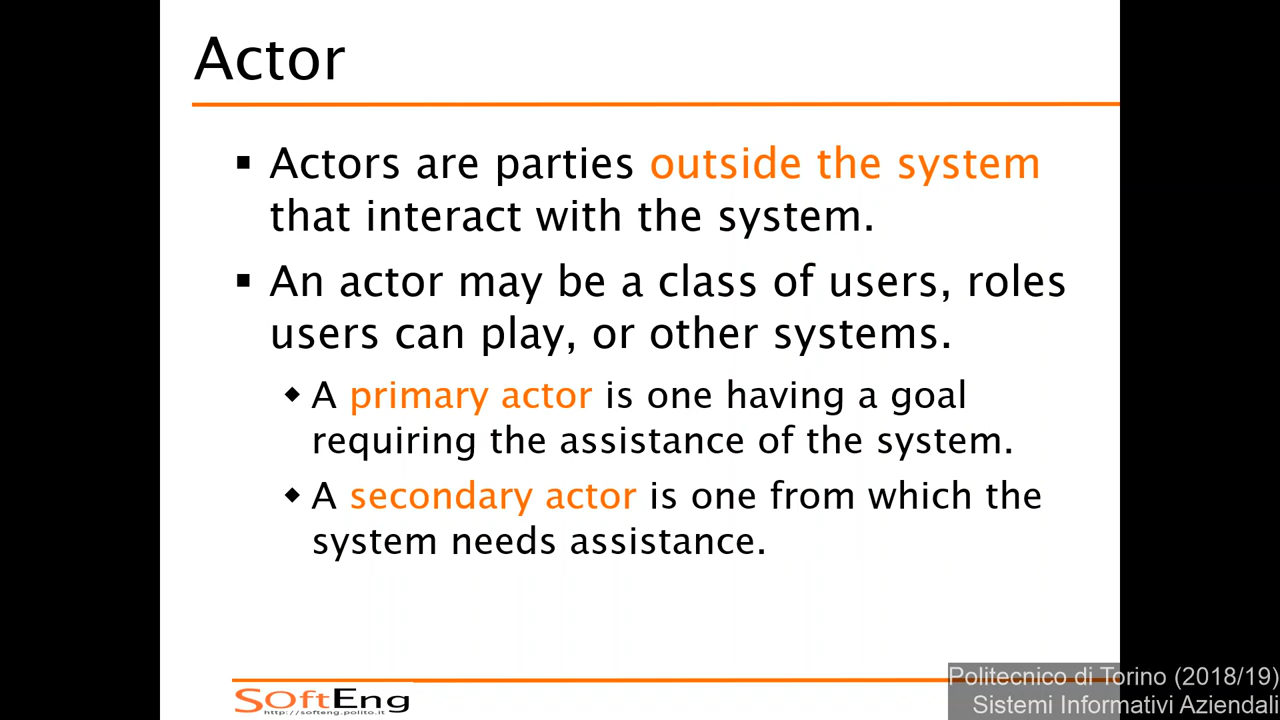 Actor
▪ Actors are parties outside the system
that interact with the system.
▪ An actor may be a class of users, roles
users can play, or other systems.
◆ A primary actor is one having a goal
requiring the assistance of the system.
◆ A secondary actor is one from which the
system needs assistance.
SoftEng
http://softeng.polito.it
Politecnico di Torino (2018/19)
Sistemi Informativi Aziendali